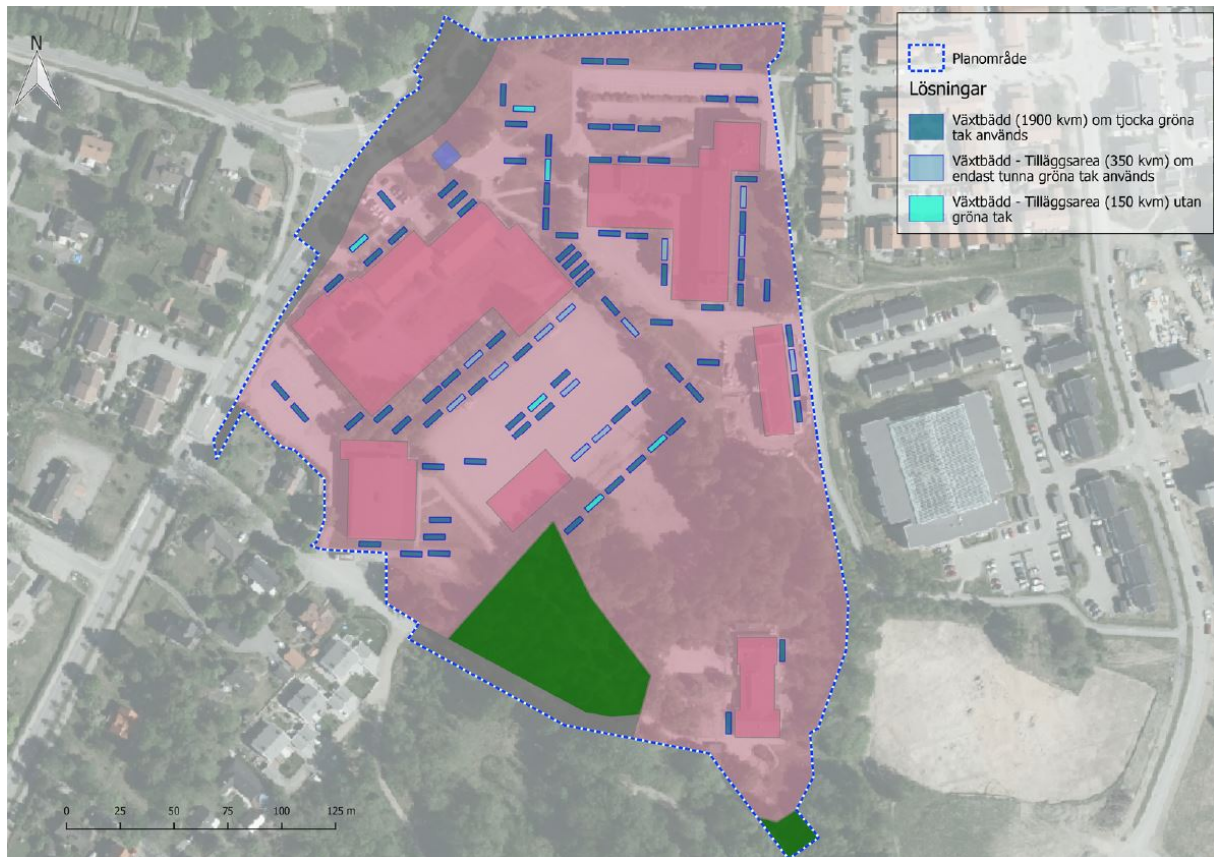 N
Planområde
Lösningar
Växtbädd (1900 kvm) om tjocka gröna
tak används
Växtbädd - Tilläggsarea (350 kvm) om
endast tunna gröna tak används
Växtbädd - Tilläggsarea (150 kvm) utan
gröna tak
0 25 50 75 100 125 m